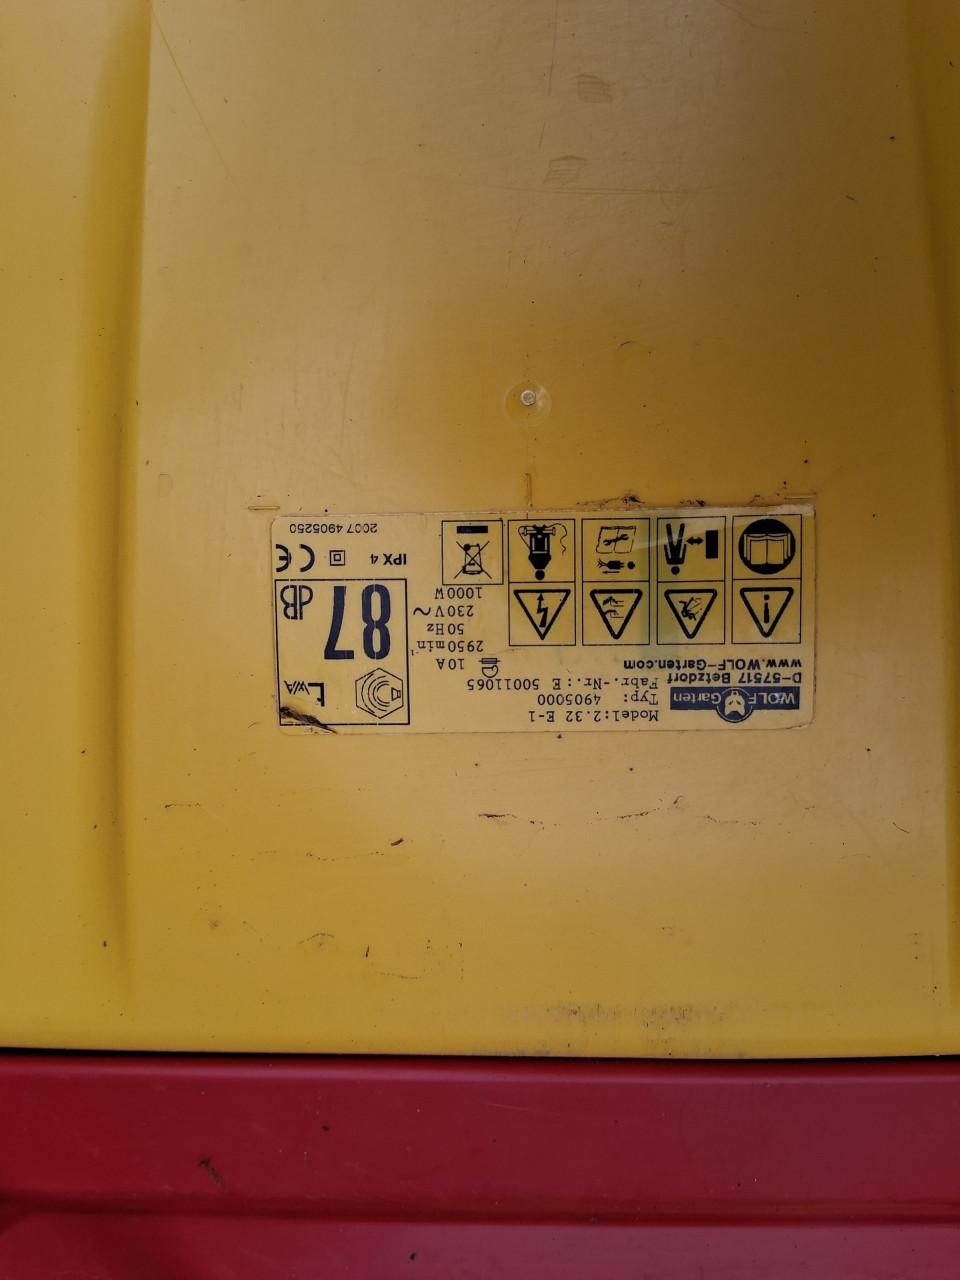 WOLF Garten
D-57517 Betzdorf
www.WOLF-Garten.com
Model:2.32 E-1
Typ: 4905000
Fabr.-Nr.: E 50011065
10A
2950min⁻¹
50Hz
230V~
1000W
LWA
87 dB
IPX 4
CE
2007 4905250